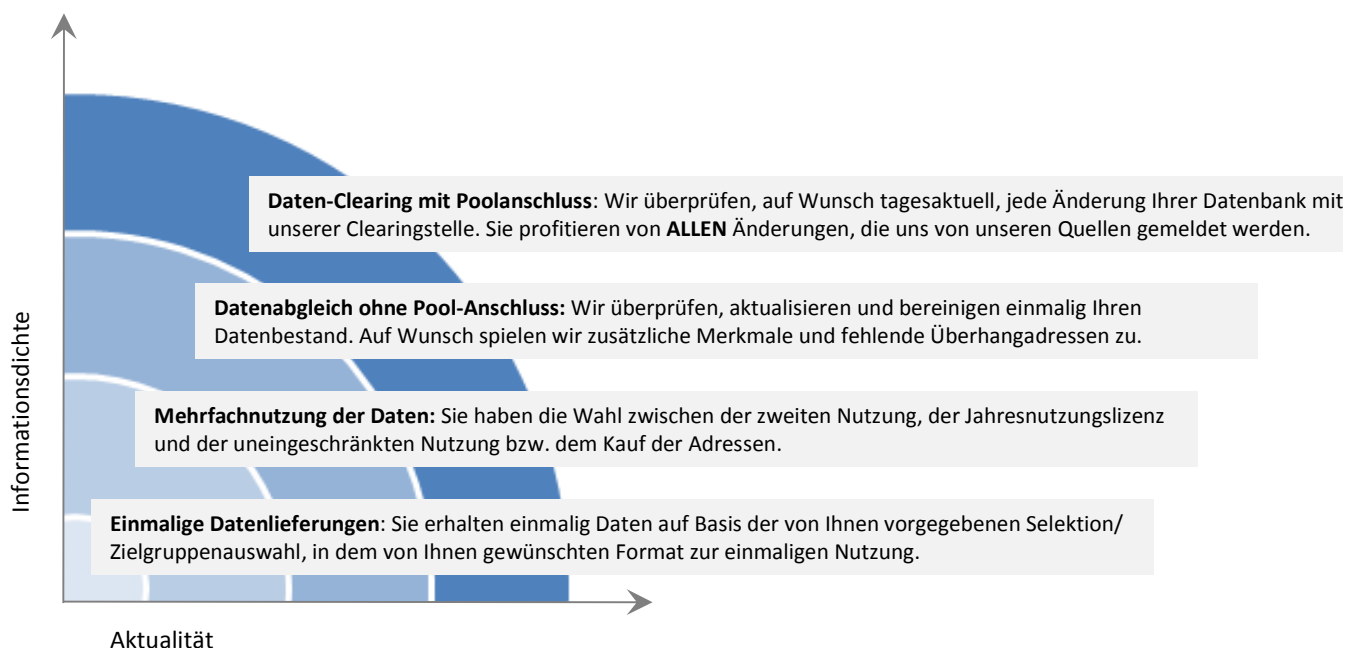 Daten-Clearing mit Poolanschluss: Wir überprüfen, auf Wunsch tagesaktuell, jede Änderung Ihrer Datenbank mit
unserer Clearingstelle. Sie profitieren von ALLEN Änderungen, die uns von unseren Quellen gemeldet werden.
Datenabgleich ohne Pool-Anschluss: Wir überprüfen, aktualisieren und bereinigen einmalig Ihren
Datenbestand. Auf Wunsch spielen wir zusätzliche Merkmale und fehlende Überhangadressen zu.
Mehrfachnutzung der Daten: Sie haben die Wahl zwischen der zweiten Nutzung, der Jahresnutzungslizenz
und der uneingeschränkten Nutzung bzw. dem Kauf der Adressen.
Einmalige Datenlieferungen: Sie erhalten einmalig Daten auf Basis der von Ihnen vorgegebenen Selektion/
Zielgruppenauswahl, in dem von Ihnen gewünschten Format zur einmaligen Nutzung.
Informationsdichte
Aktualität